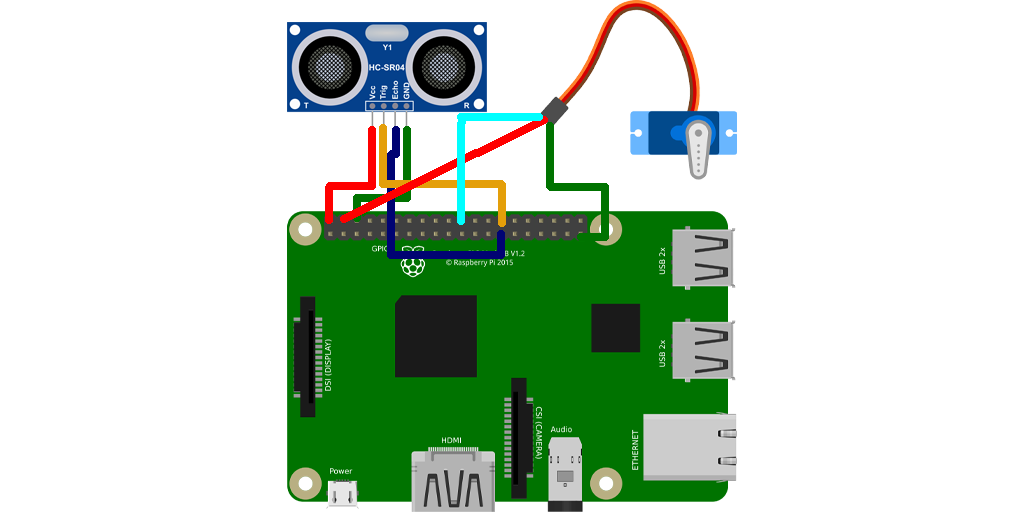 Y1
HC-SR04
Vcc
Trig
Echo
GND
T
R
GPIO
B V1.2
© Raspberry Pi 2015
USB 2x
USB 2x
DSI (DISPLAY)
CSI (CAMERA)
Audio
HDMI
ETHERNET
Power